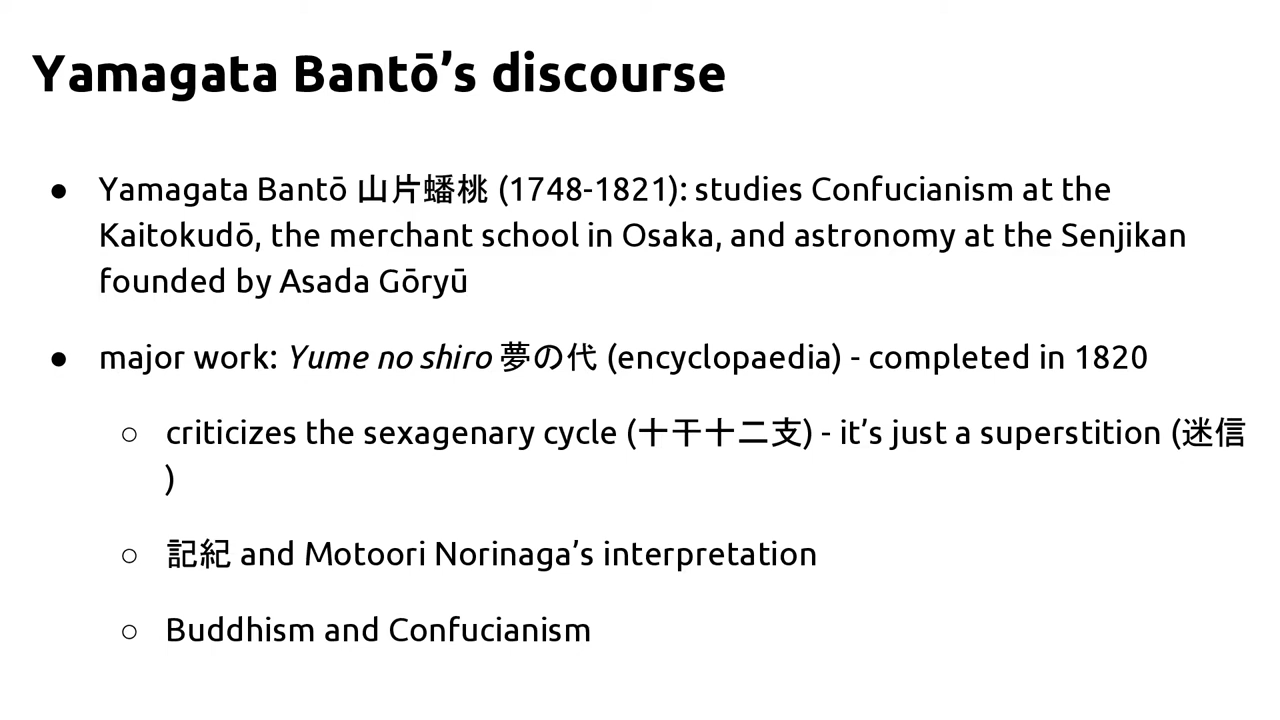 Yamagata Bantō’s discourse
● Yamagata Bantō 山片蟠桃 (1748-1821): studies Confucianism at the
Kaitokudō, the merchant school in Osaka, and astronomy at the Senjikan
founded by Asada Gōryū
● major work: Yume no shiro 夢の代 (encyclopaedia) - completed in 1820
○ criticizes the sexagenary cycle (十干十二支) - it’s just a superstition (迷信
)
○ 記紀 and Motoori Norinaga’s interpretation
○ Buddhism and Confucianism